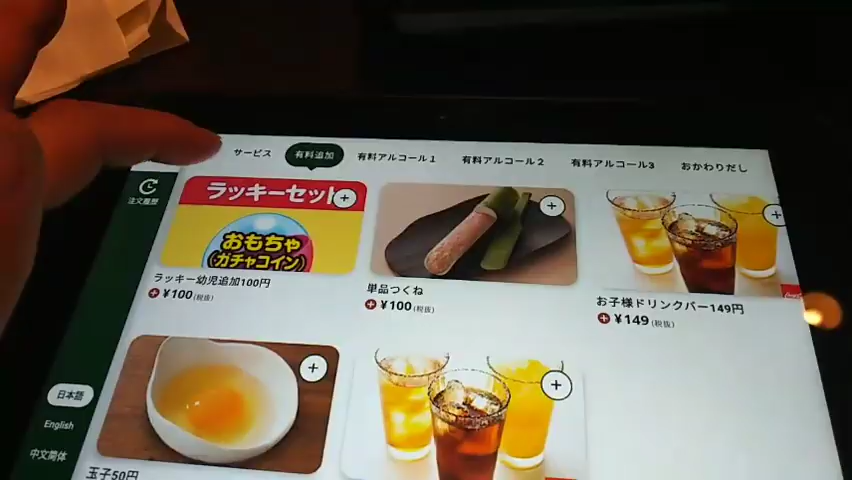 サービス
有料追加
有料アルコール1
有料アルコール2
有料アルコール3
おかわりだし
注文履歴
ラッキーセット
おもちゃ
(ガチャコイン)
ラッキー幼児追加100円
¥100(税抜)
単品つくね
¥100(税抜)
お子様ドリンクバー149円
¥149(税抜)
日本語
English
中文简体
玉子50円